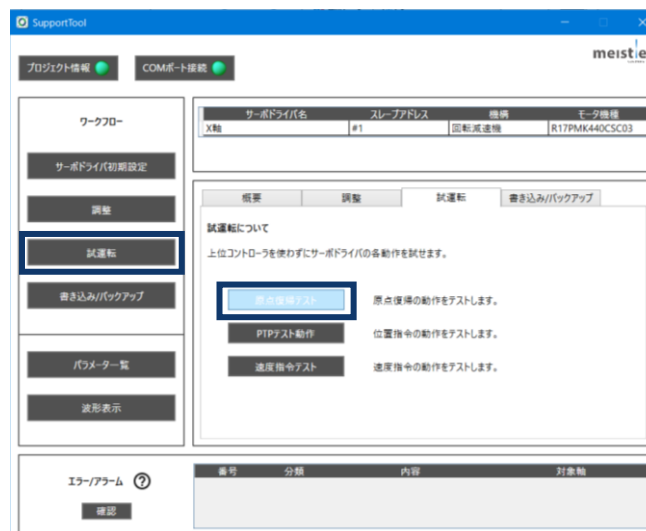 SupportTool
meistie
プロジェクト情報
COMポート接続
ワークフロー
サーボドライバ初期設定
調整
試運転
書き込み/バックアップ
パラメーター覧
波形表示
サーボドライバ名 スレーブアドレス 機構 モータ機種
X軸 #1 回転減速機 R17PMK440CSC03
概要 調整 試運転 書き込み/バックアップ
試運転について
上位コントローラを使わずにサーボドライバの各動作を試せます。
原点復帰テスト 原点復帰の動作をテストします。
PTPテスト動作 位置指令の動作をテストします。
速度指令テスト 速度指令の動作をテストします。
エラー/アラーム ?
確認
番号 分類 内容 対象軸